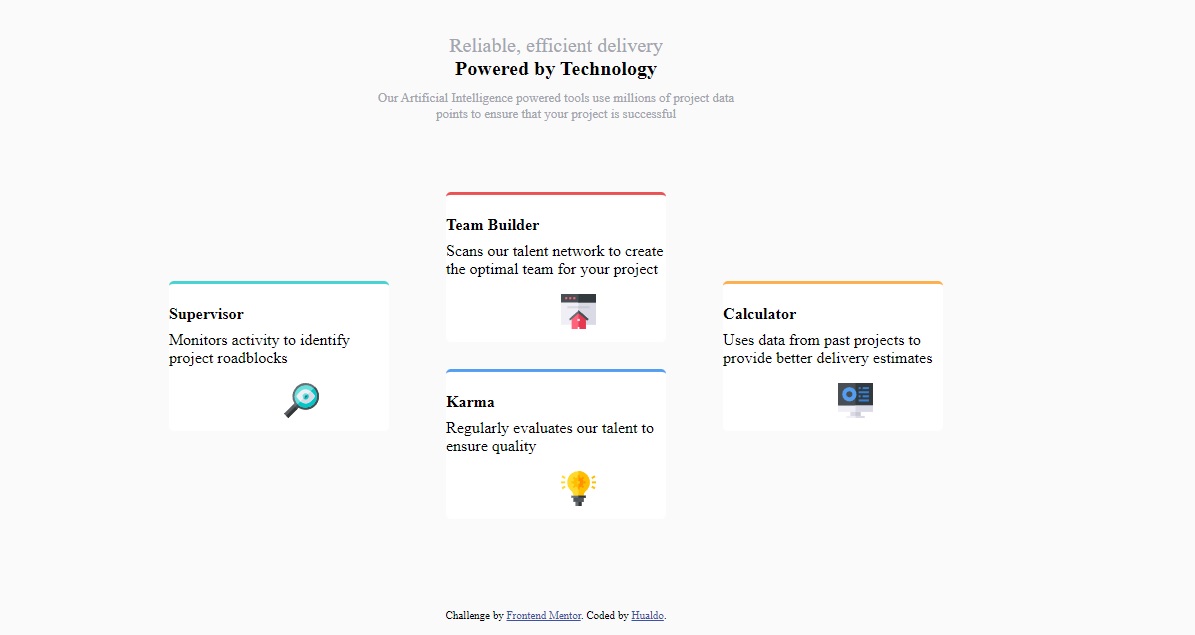 Reliable, efficient delivery
Powered by Technology
Our Artificial Intelligence powered tools use millions of project data
points to ensure that your project is successful
Supervisor
Monitors activity to identify
project roadblocks
Team Builder
Scans our talent network to create
the optimal team for your project
Karma
Regularly evaluates our talent to
ensure quality
Calculator
Uses data from past projects to
provide better delivery estimates
Challenge by Frontend Mentor. Coded by Hualdo.